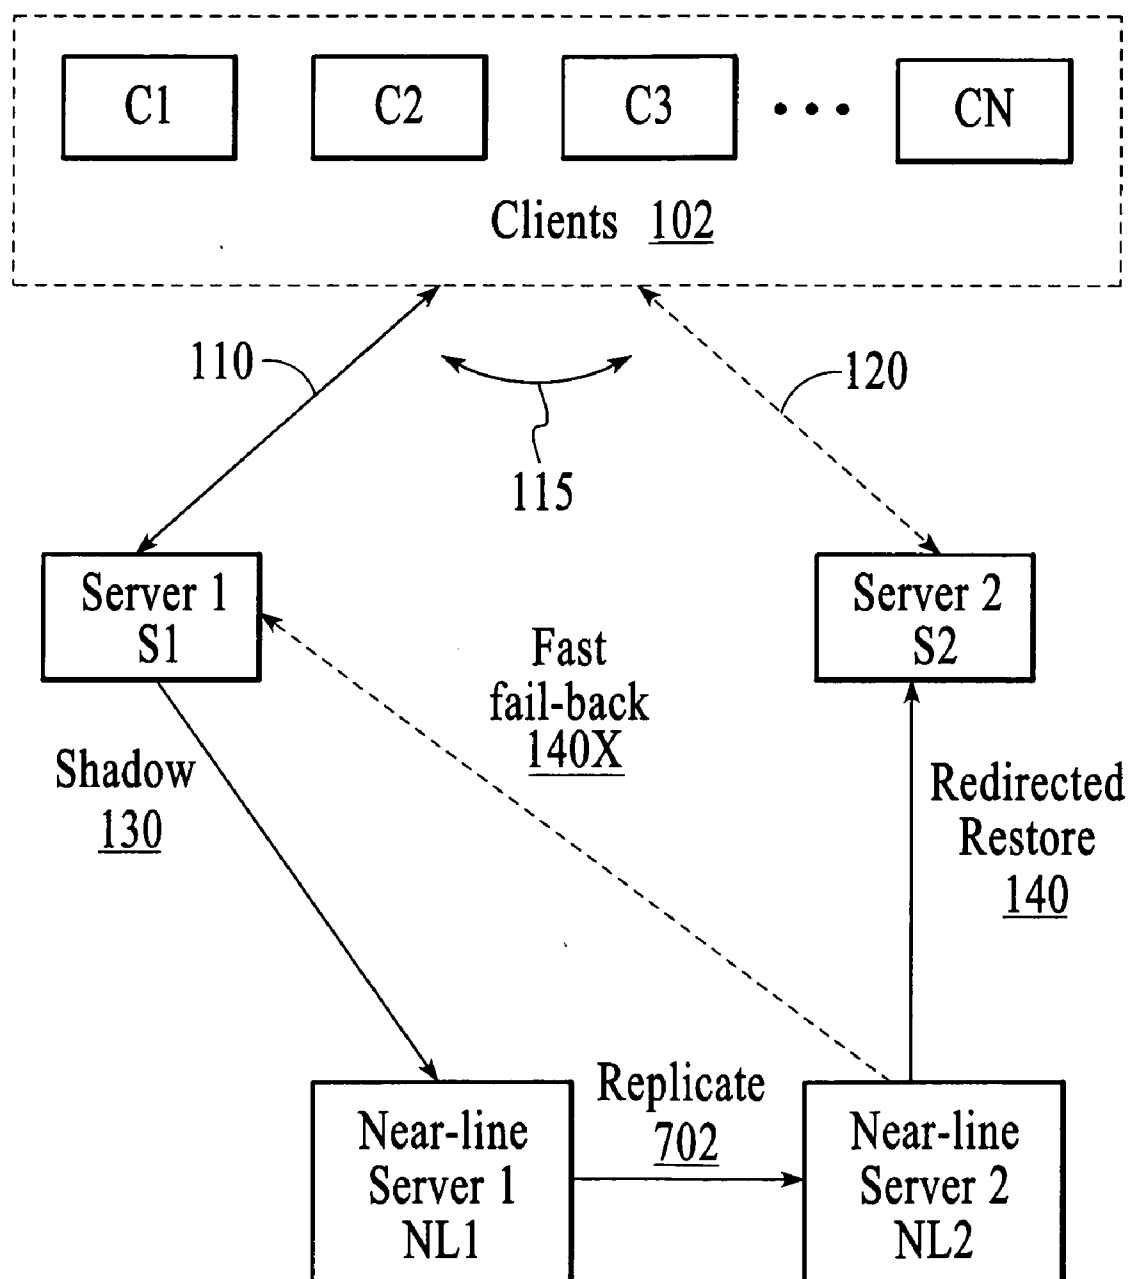 C1
C2
C3
CN
Clients 102
110
115
120
Server 1
S1
Server 2
S2
Fast
fail-back
140X
Shadow
130
Redirected
Restore
140
Replicate
702
Near-line
Server 1
NL1
Near-line
Server 2
NL2